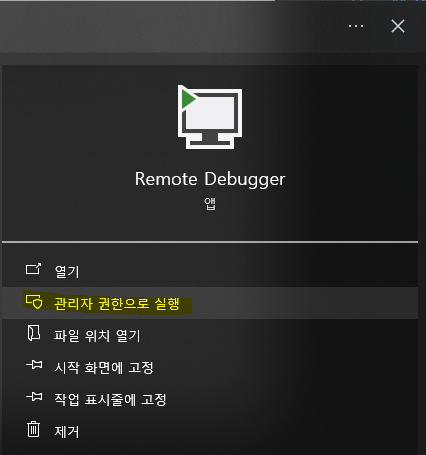 Remote Debugger
앱
열기
관리자 권한으로 실행
파일 위치 열기
시작 화면에 고정
작업 표시줄에 고정
제거